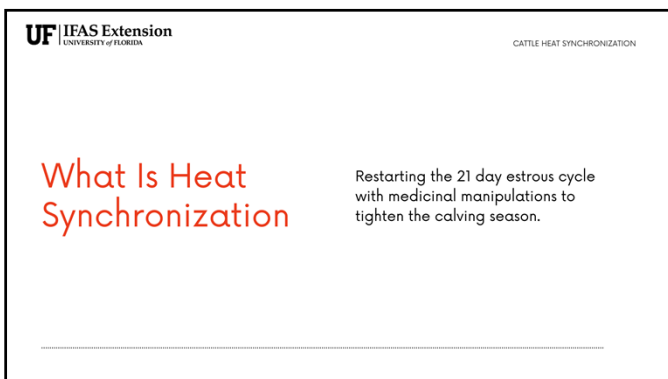 UF IFAS Extension
UNIVERSITY of FLORIDA
CATTLE HEAT SYNCHRONIZATION
What Is Heat
Synchronization
Restarting the 21 day estrous cycle
with medicinal manipulations to
tighten the calving season.